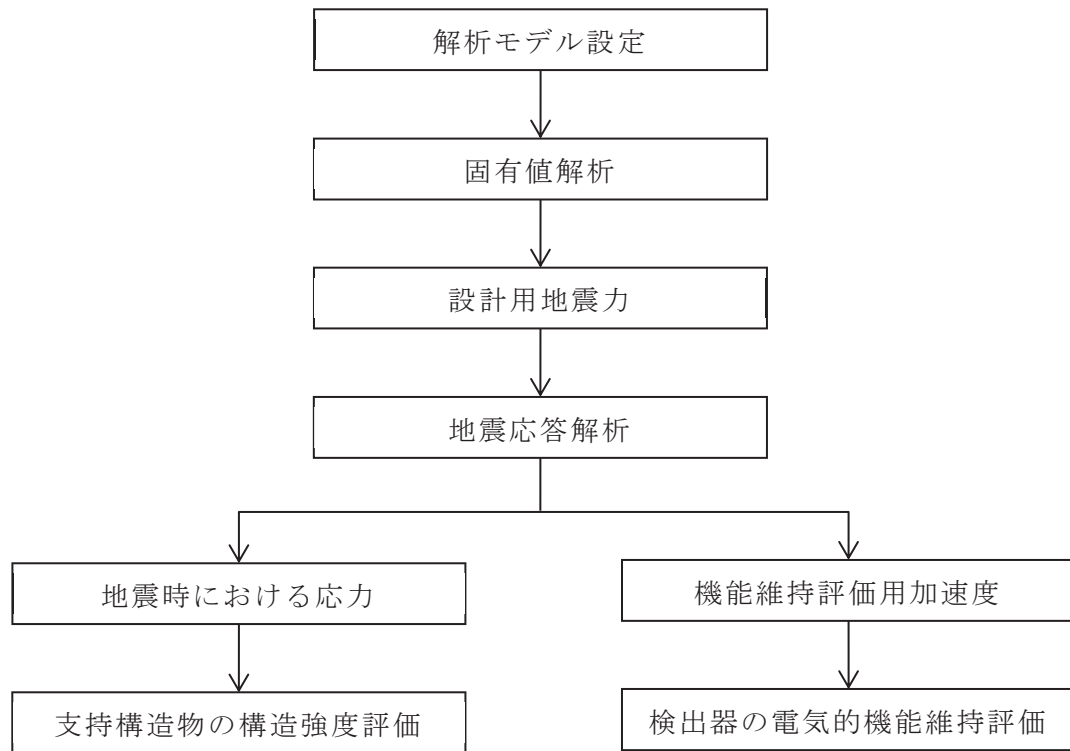 解析モデル設定
固有値解析
設計用地震力
地震応答解析
地震時における応力
機能維持評価用加速度
支持構造物の構造強度評価
検出器の電気的機能維持評価